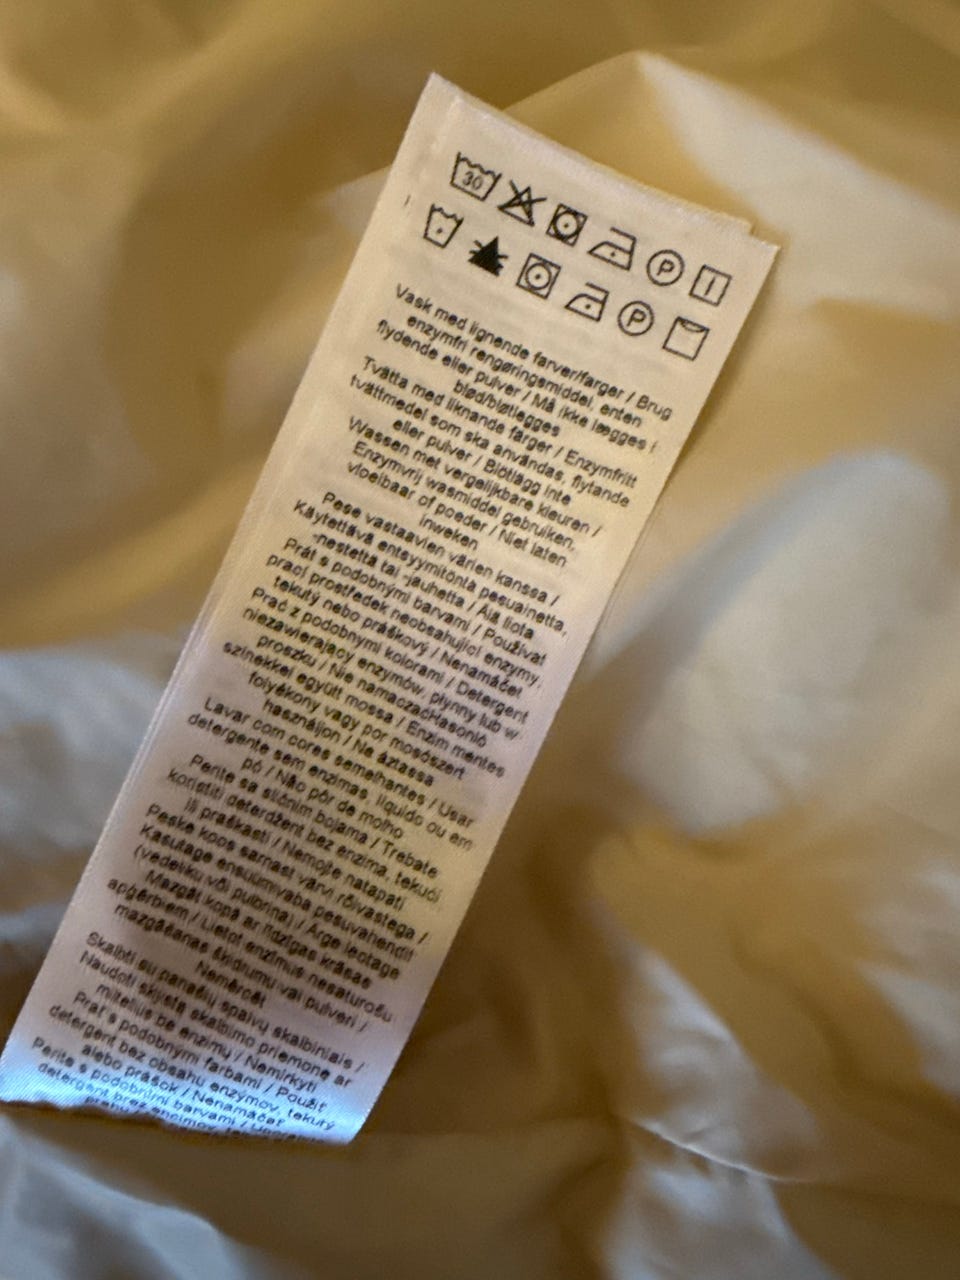 30
P
P
Vask med lignende farver/farger / Brug
enzymfri rengøringsmiddel, enten
flydende eller pulver / Må ikke lægges i
blød/bløtlegges
Tvätta med liknande färger / Enzymfritt
tvättmedel som ska användas, flytande
eller pulver / Blötlägg inte
Wassen met vergelijkbare kleuren /
Enzymvrij wasmiddel gebruiken,
vloeibaar of poeder / Niet laten
inweken
Pese vastaavien värien kanssa /
Käytettävä entsyymitöntä pesuainetta,
-nestettä tai -jauhetta / Älä liota
Prát s podobnými barvami / Používat
prací prostředek neobsahující enzymy,
tekutý nebo práškový / Nenamáčet
Prać z podobnymi kolorami / Detergent
niezawierający enzymów, płynny lub w
proszku / Nie namaczaćHasonló
színekkel együtt mossa / Enzim mentes
folyékony vagy por mosószert
használjon / Ne áztassa
Lavar com cores semelhantes / Usar
detergente sem enzimas, líquido ou em
pó / Não pôr de molho
Perite sa sličnim bojama / Trebate
koristiti deterdžent bez enzima, tekući
ili praškasti / Nemojte natapati
Peske koos sarnast värvi rõivastega /
Kasutage ensüümivaba pesuvahendit
(vedeliku või pulbrina) / Ärge leotage
Mazgāt kopā ar līdzīgas krāsas
apģērbiem / Lietot enzīmus nesaturošu
mazgāšanas šķidrumu vai pulveri /
Nemērcēt
Skalbti su panašių spalvų skalbiniais /
Naudoti skystą skalbimo priemonę ar
miltelius be enzimų / Nemirkyti
Prať s podobnými farbami / Použiť
detergent bez obsahu enzýmov, tekutý
alebo prášok / Nenamáčať
Perite s podobnimi barvami /
detergent brez encimov,